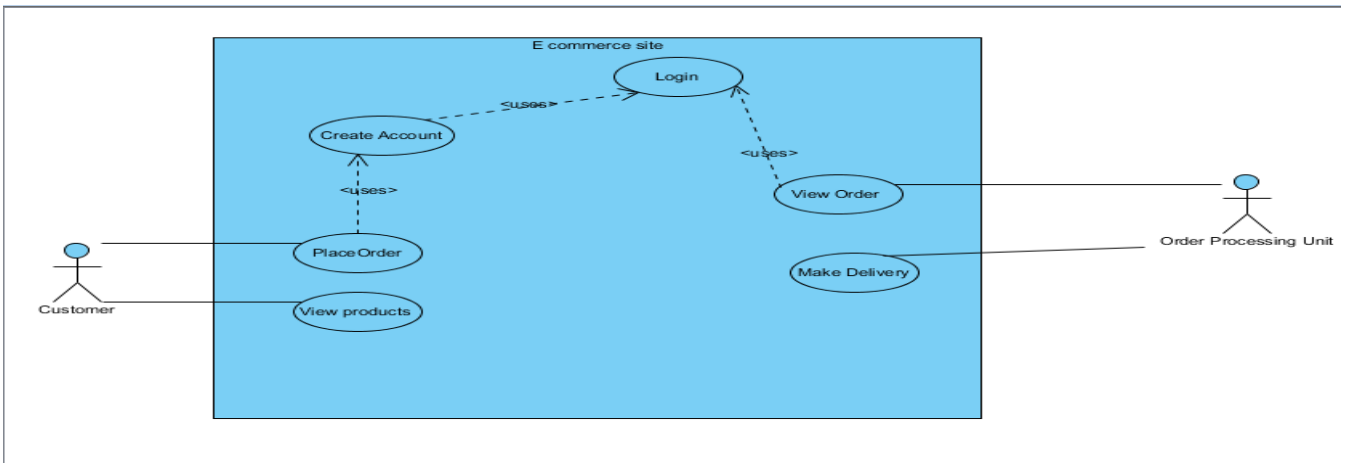 E commerce site
Login
<uses>
Create Account
<uses>
<uses>
View Order
PlaceOrder
Order Processing Unit
Make Delivery
Customer
View products